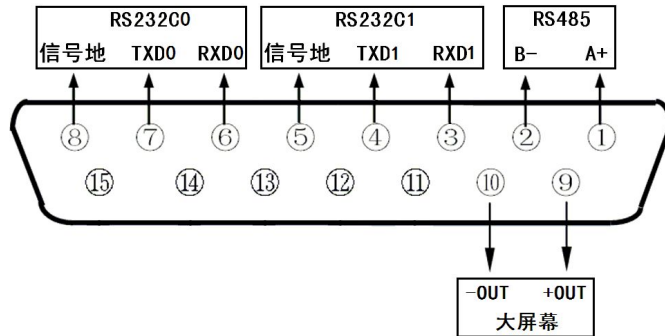 RS232C0 RS232C1 RS485
信号地 TXD0 RXD0 信号地 TXD1 RXD1 B- A+
⑧ ⑦ ⑥ ⑤ ④ ③ ② ①
⑮ ⑭ ⑬ ⑫ ⑪ ⑩ ⑨
-OUT +OUT
大屏幕